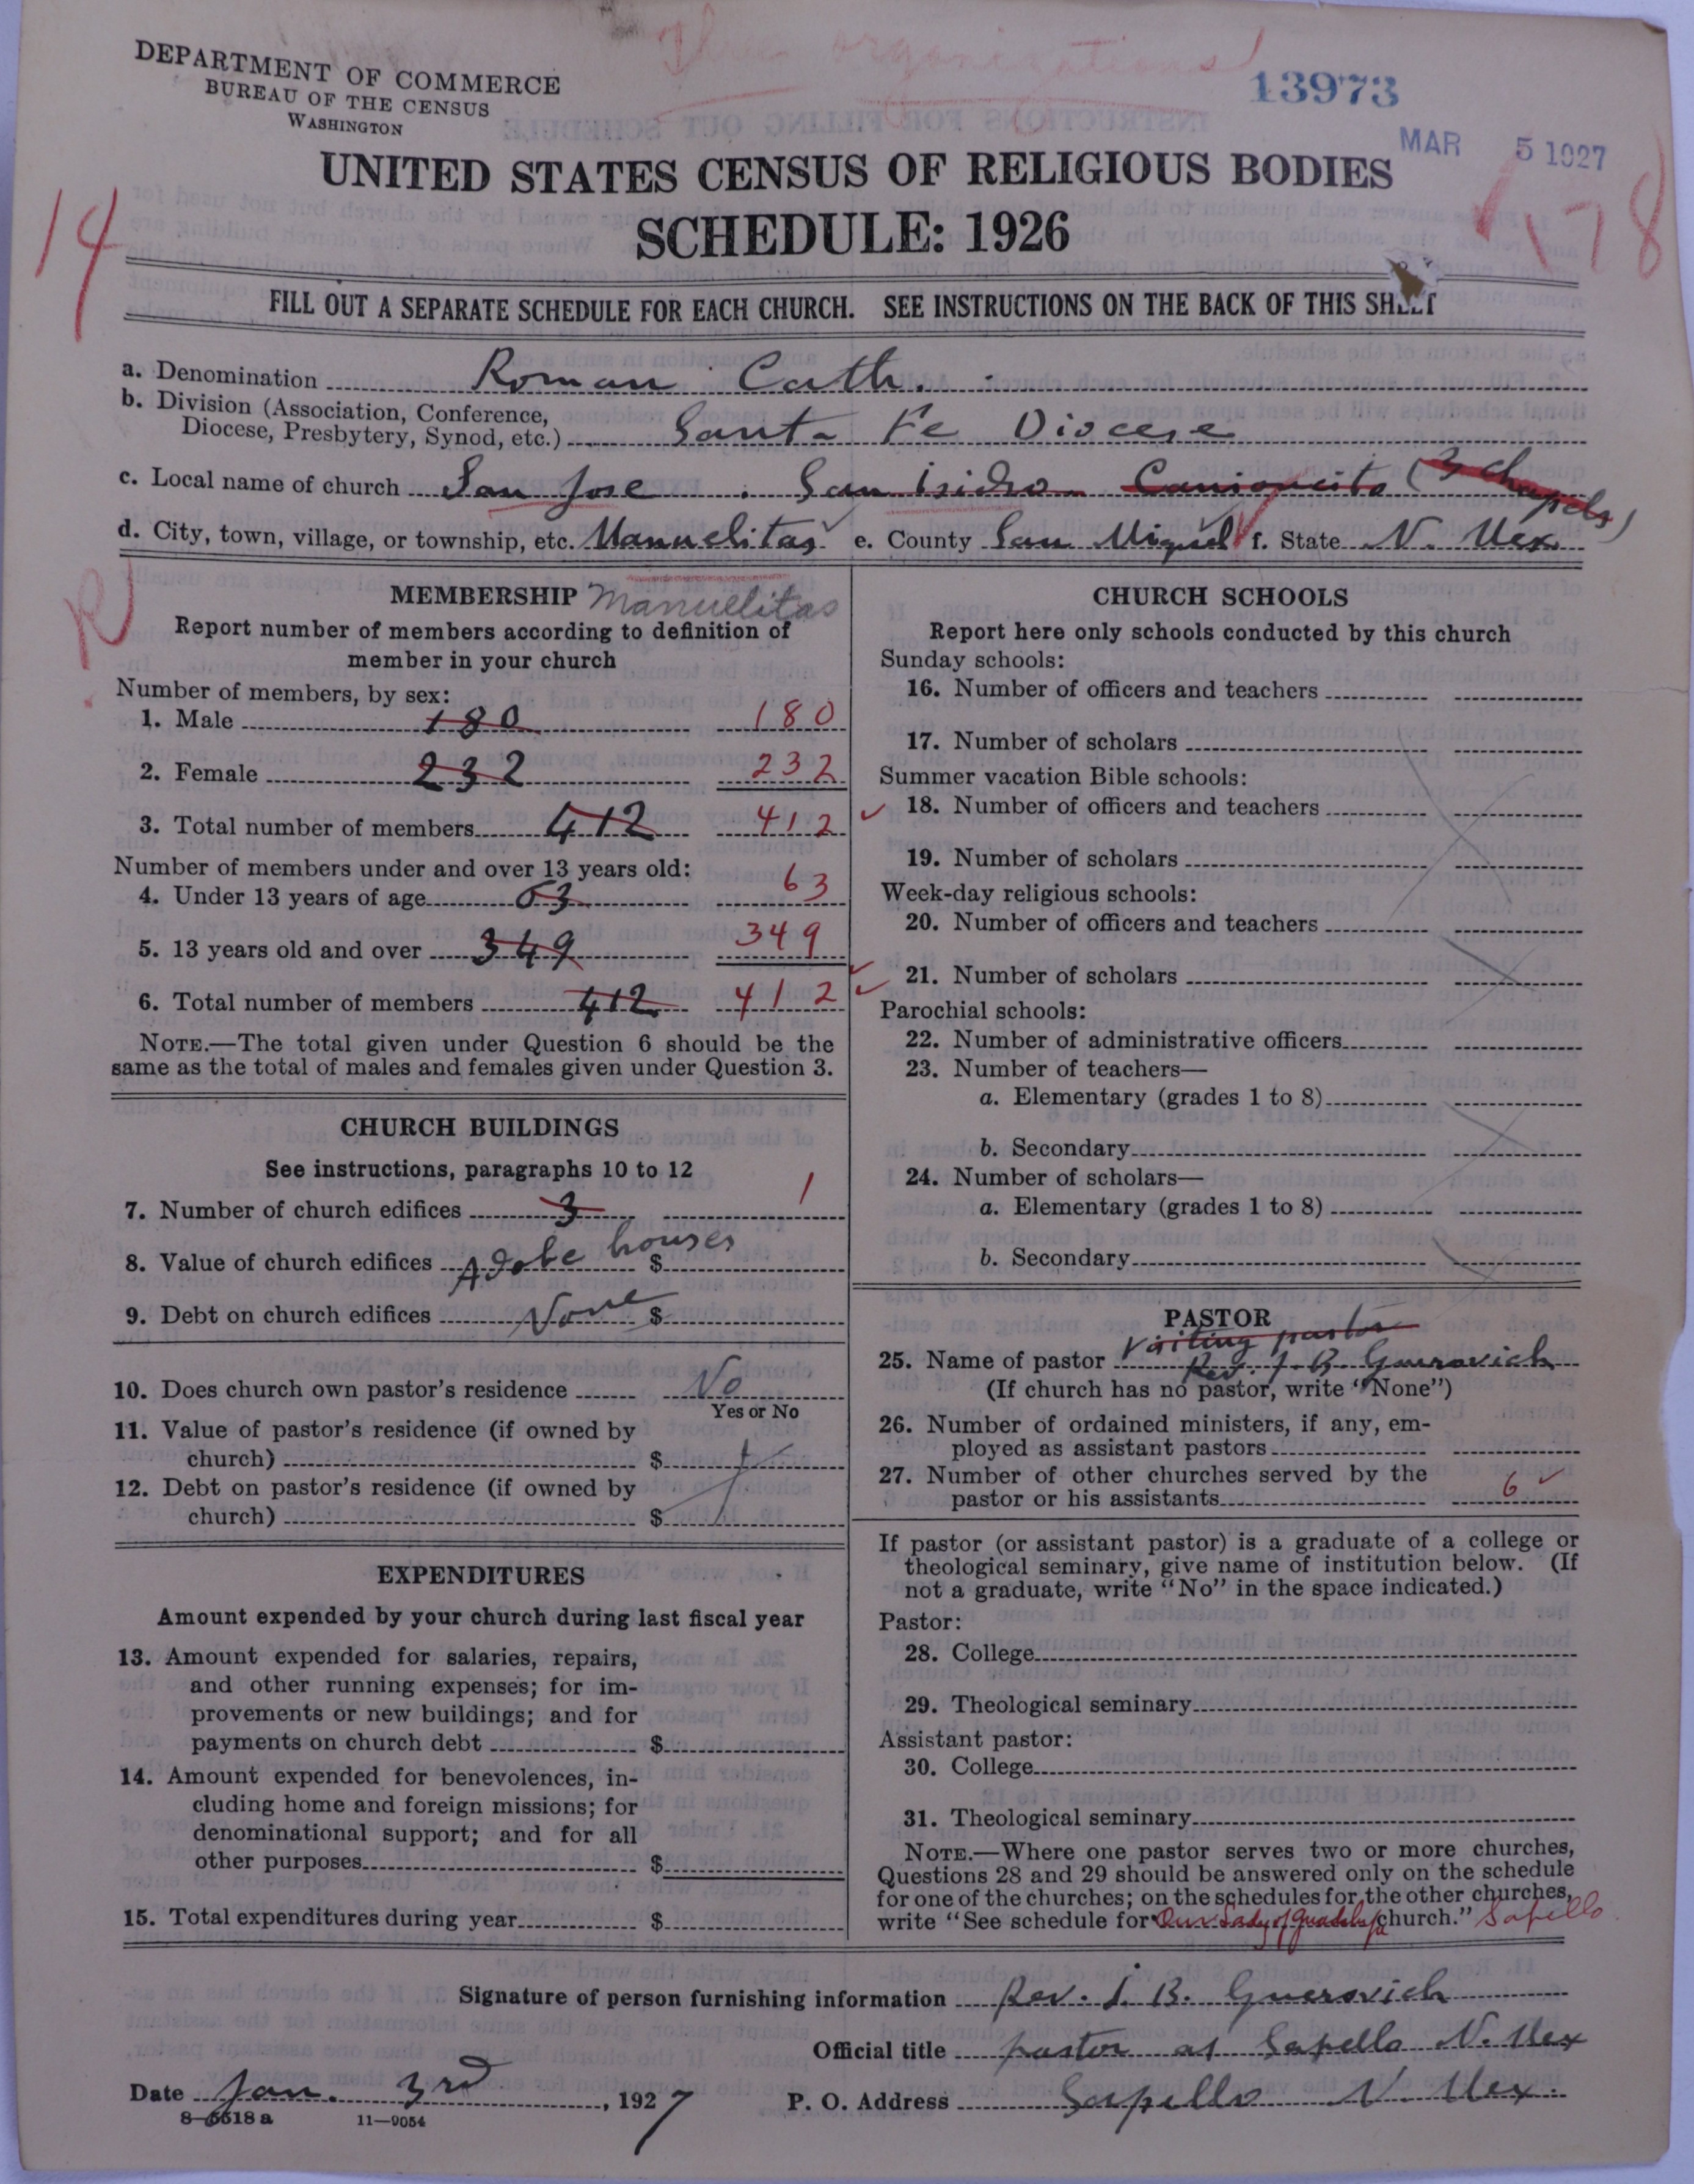 Three organizations
DEPARTMENT OF COMMERCE
BUREAU OF THE CENSUS
WASHINGTON
13973
MAR 5 1927
UNITED STATES CENSUS OF RELIGIOUS BODIES
SCHEDULE: 1926
14
178
FILL OUT A SEPARATE SCHEDULE FOR EACH CHURCH. SEE INSTRUCTIONS ON THE BACK OF THIS SHEET
a. Denomination Roman Cath.
b. Division (Association, Conference, Diocese, Presbytery, Synod, etc.) Santa Fe Diocese
c. Local name of church San Jose . San Isidro Canioncito (3 chapels)
d. City, town, village, or township, etc. Manuelitas e. County San Miguel f. State N. Mex.
R
MEMBERSHIP Manuelitas
Report number of members according to definition of
member in your church
Number of members, by sex:
1. Male 180 180
2. Female 232 232
3. Total number of members 412 412
Number of members under and over 13 years old:
4. Under 13 years of age 63 63
5. 13 years old and over 349 349
6. Total number of members 412 412
NOTE.—The total given under Question 6 should be the
same as the total of males and females given under Question 3.
CHURCH BUILDINGS
See instructions, paragraphs 10 to 12
7. Number of church edifices 3 1
8. Value of church edifices Adobe houses $
9. Debt on church edifices None $
10. Does church own pastor's residence No
Yes or No
11. Value of pastor's residence (if owned by
church) $
12. Debt on pastor's residence (if owned by
church) $
EXPENDITURES
Amount expended by your church during last fiscal year
13. Amount expended for salaries, repairs,
and other running expenses; for im-
provements or new buildings; and for
payments on church debt $
14. Amount expended for benevolences, in-
cluding home and foreign missions; for
denominational support; and for all
other purposes $
15. Total expenditures during year $
CHURCH SCHOOLS
Report here only schools conducted by this church
Sunday schools:
16. Number of officers and teachers
17. Number of scholars
Summer vacation Bible schools:
18. Number of officers and teachers
19. Number of scholars
Week-day religious schools:
20. Number of officers and teachers
21. Number of scholars
Parochial schools:
22. Number of administrative officers
23. Number of teachers—
a. Elementary (grades 1 to 8)
b. Secondary
24. Number of scholars—
a. Elementary (grades 1 to 8)
b. Secondary
PASTOR
Visiting pastor
25. Name of pastor Rev. J. B. Guerovich
(If church has no pastor, write "None")
26. Number of ordained ministers, if any, em-
ployed as assistant pastors
27. Number of other churches served by the
pastor or his assistants 6
If pastor (or assistant pastor) is a graduate of a college or
theological seminary, give name of institution below. (If
not a graduate, write "No" in the space indicated.)
Pastor:
28. College
29. Theological seminary
Assistant pastor:
30. College
31. Theological seminary
NOTE.—Where one pastor serves two or more churches,
Questions 28 and 29 should be answered only on the schedule
for one of the churches; on the schedules for the other churches,
write "See schedule for Our Lady of Guadalupe church." Sapello
Signature of person furnishing information Rev. J. B. Guerovich
Official title pastor at Sapello N. Mex
Date Jan. 3rd, 1927 P. O. Address Sapello N. Mex.
8-5518 a 11-9054